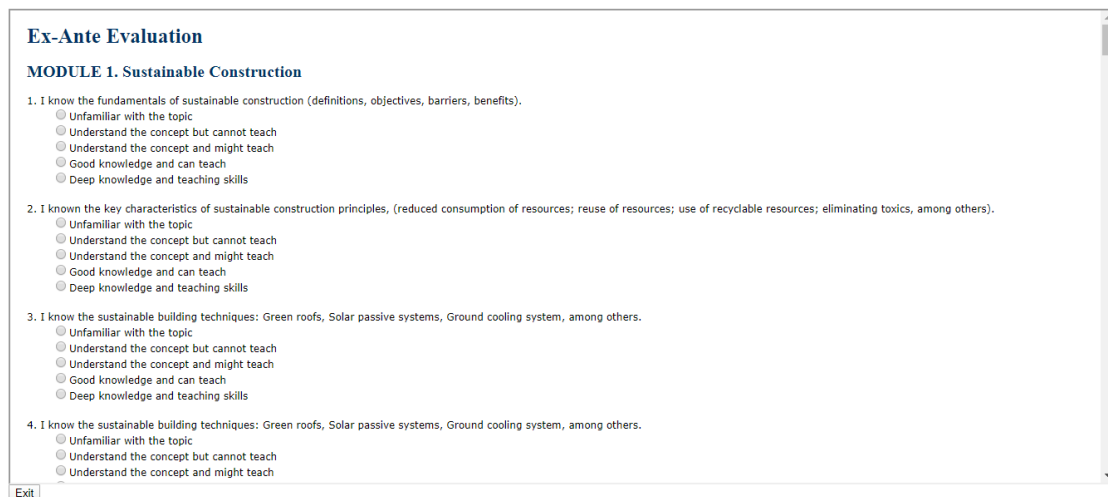 Ex-Ante Evaluation
MODULE 1. Sustainable Construction
1. I know the fundamentals of sustainable construction (definitions, objectives, barriers, benefits).
Unfamiliar with the topic
Understand the concept but cannot teach
Understand the concept and might teach
Good knowledge and can teach
Deep knowledge and teaching skills
2. I known the key characteristics of sustainable construction principles, (reduced consumption of resources; reuse of resources; use of recyclable resources; eliminating toxics, among others).
Unfamiliar with the topic
Understand the concept but cannot teach
Understand the concept and might teach
Good knowledge and can teach
Deep knowledge and teaching skills
3. I know the sustainable building techniques: Green roofs, Solar passive systems, Ground cooling system, among others.
Unfamiliar with the topic
Understand the concept but cannot teach
Understand the concept and might teach
Good knowledge and can teach
Deep knowledge and teaching skills
4. I know the sustainable building techniques: Green roofs, Solar passive systems, Ground cooling system, among others.
Unfamiliar with the topic
Understand the concept but cannot teach
Understand the concept and might teach
Exit